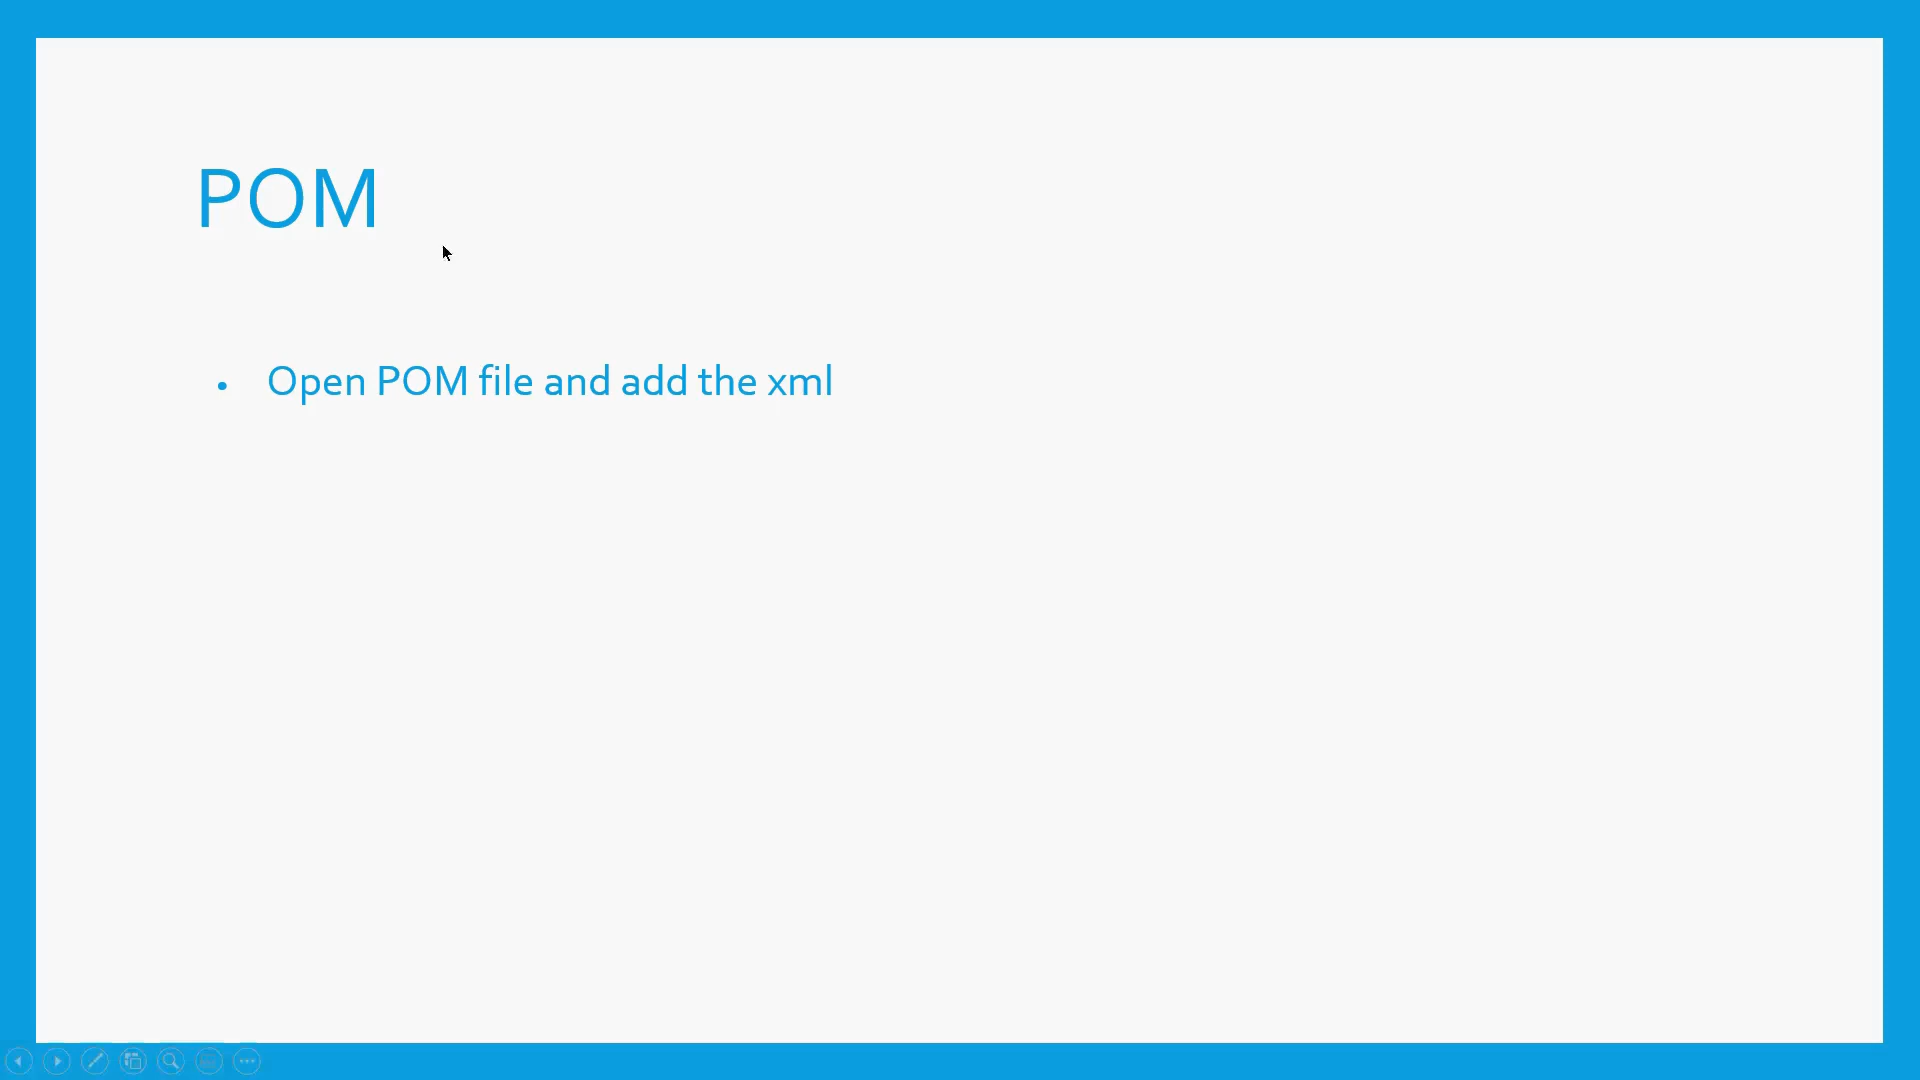 POM
• Open POM file and add the xml